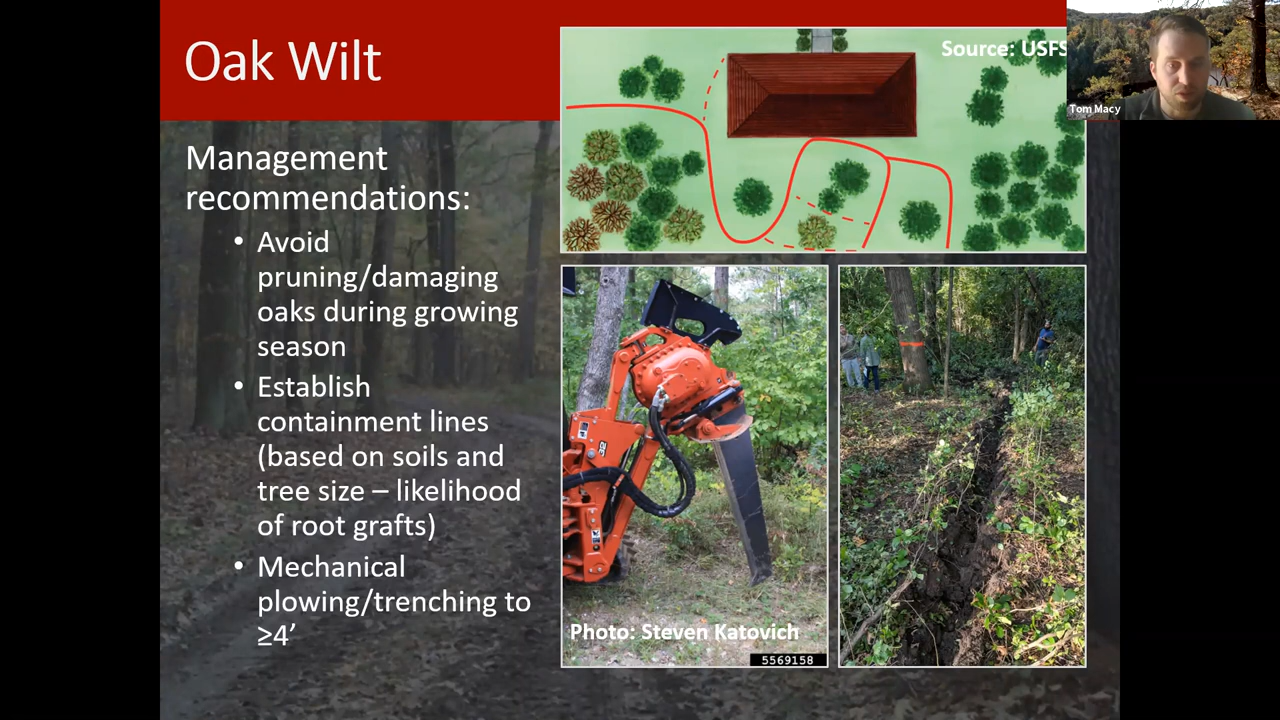 Oak Wilt
Source: USFS
Tom Macy
Management
recommendations:
• Avoid
pruning/damaging
oaks during growing
season
• Establish
containment lines
(based on soils and
tree size – likelihood
of root grafts)
• Mechanical
plowing/trenching to
≥4’
32
Photo: Steven Katovich
5569158